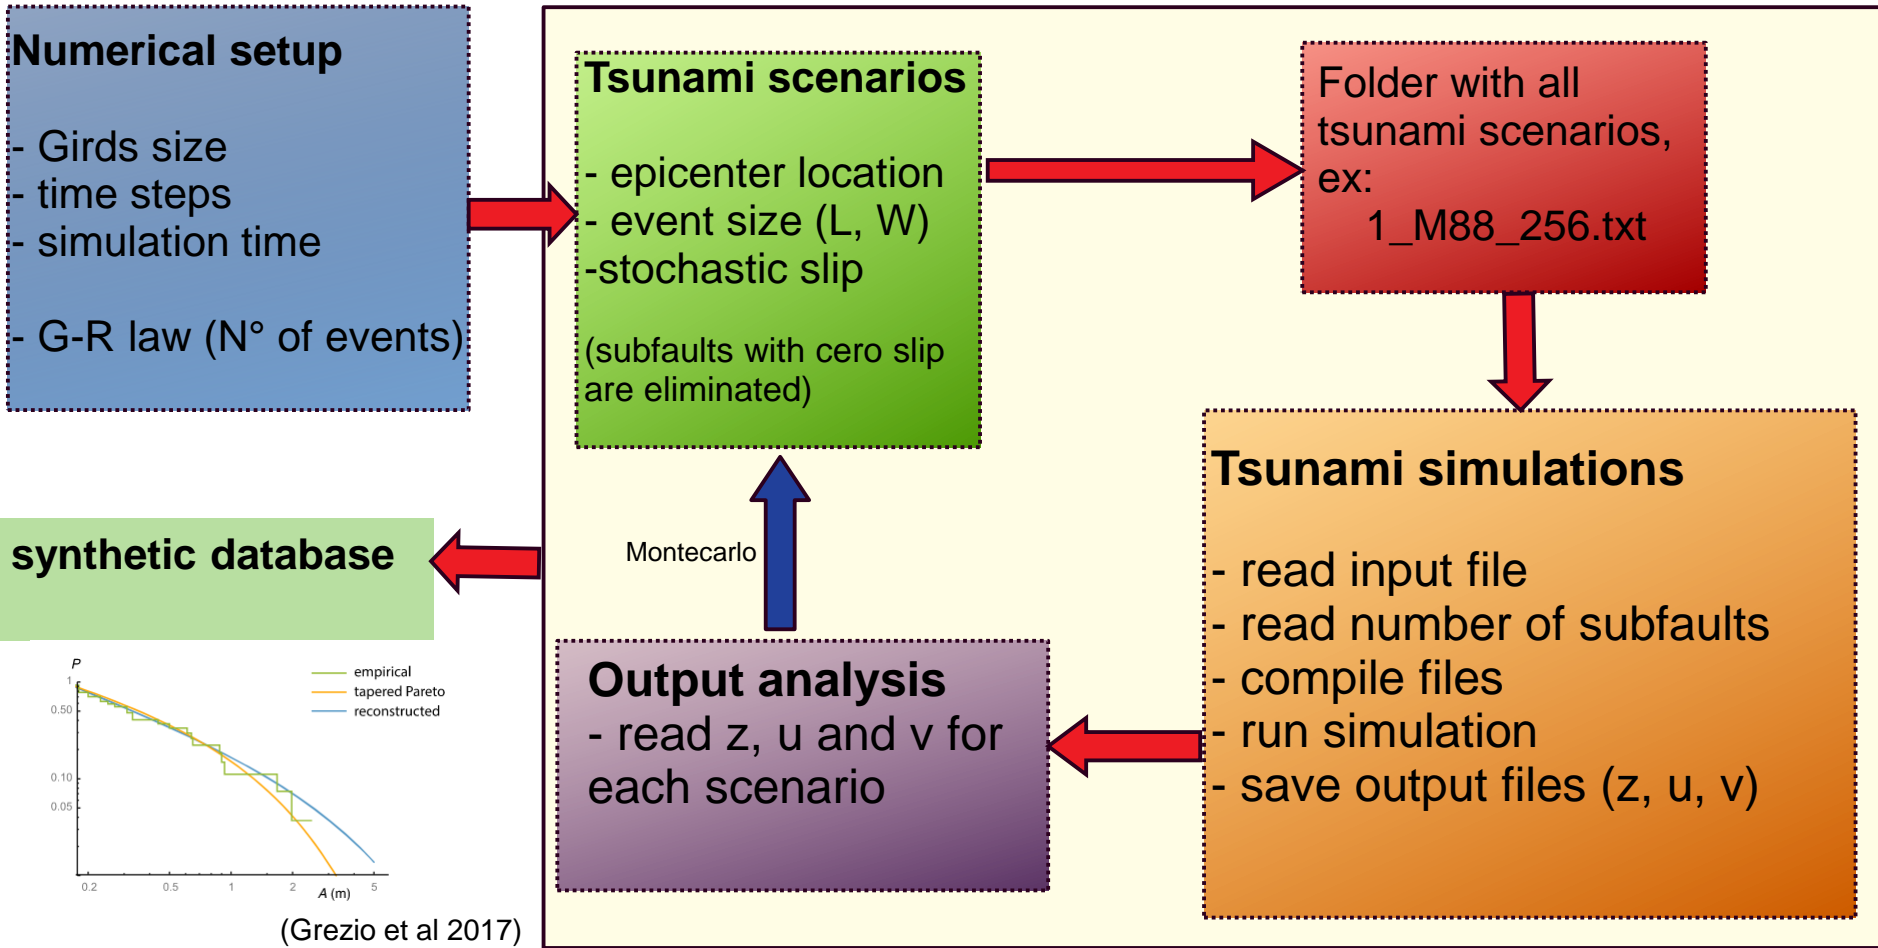 Numerical setup
- Girds size
- time steps
- simulation time
- G-R law (N° of events)
Tsunami scenarios
- epicenter location
- event size (L, W)
-stochastic slip
(subfaults with cero slip
are eliminated)
Folder with all
tsunami scenarios,
ex:
1_M88_256.txt
Tsunami simulations
- read input file
- read number of subfaults
- compile files
- run simulation
- save output files (z, u, v)
Output analysis
- read z, u and v for
each scenario
Montecarlo
synthetic database
P
1
0.50
0.10
0.05
0.2
0.5
1
2
5
A (m)
empirical
tapered Pareto
reconstructed
(Grezio et al 2017)